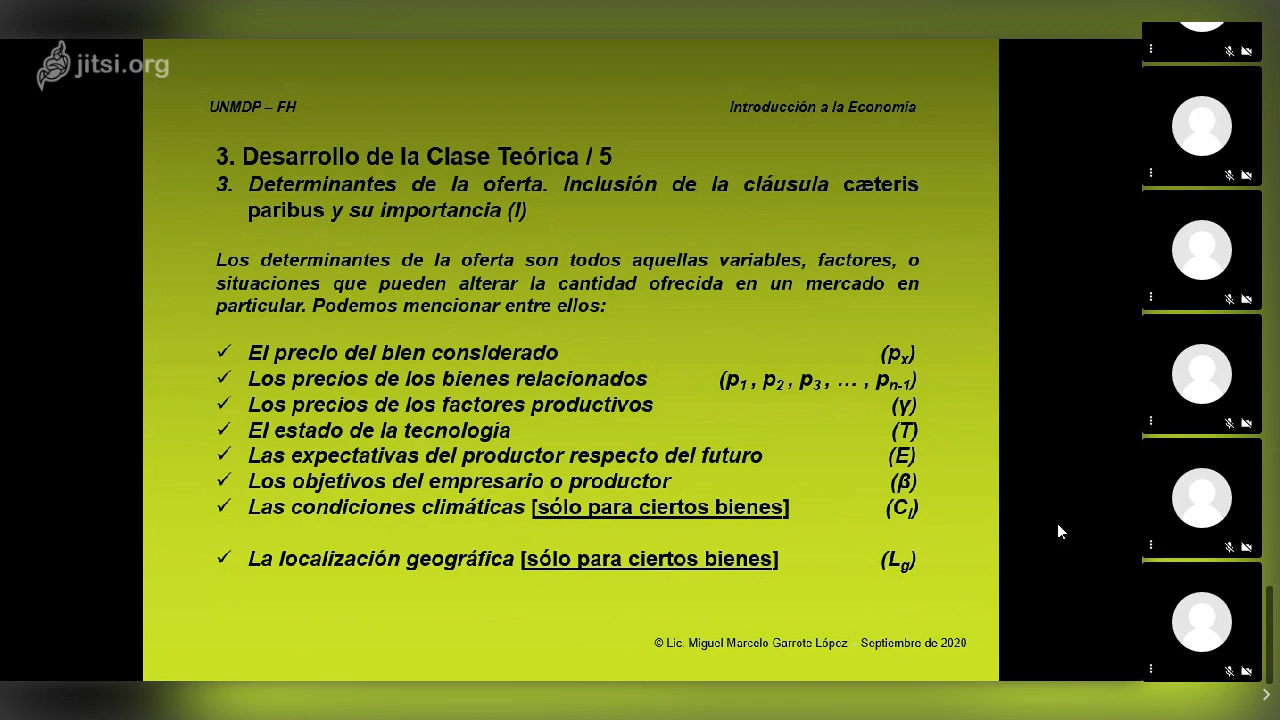 jitsi.org
UNMDP – FH
Introducción a la Economía
3. Desarrollo de la Clase Teórica / 5
3. Determinantes de la oferta. Inclusión de la cláusula cæteris
paribus y su importancia (I)
Los determinantes de la oferta son todos aquellas variables, factores, o
situaciones que pueden alterar la cantidad ofrecida en un mercado en
particular. Podemos mencionar entre ellos:
✓ El precio del bien considerado (pₓ)
✓ Los precios de los bienes relacionados (p₁ , p₂ , p₃ , … , pₙ₋₁)
✓ Los precios de los factores productivos (γ)
✓ El estado de la tecnología (T)
✓ Las expectativas del productor respecto del futuro (E)
✓ Los objetivos del empresario o productor (β)
✓ Las condiciones climáticas [sólo para ciertos bienes] (Cl)
✓ La localización geográfica [sólo para ciertos bienes] (Lg)
© Lic. Miguel Marcelo Garrote López Septiembre de 2020